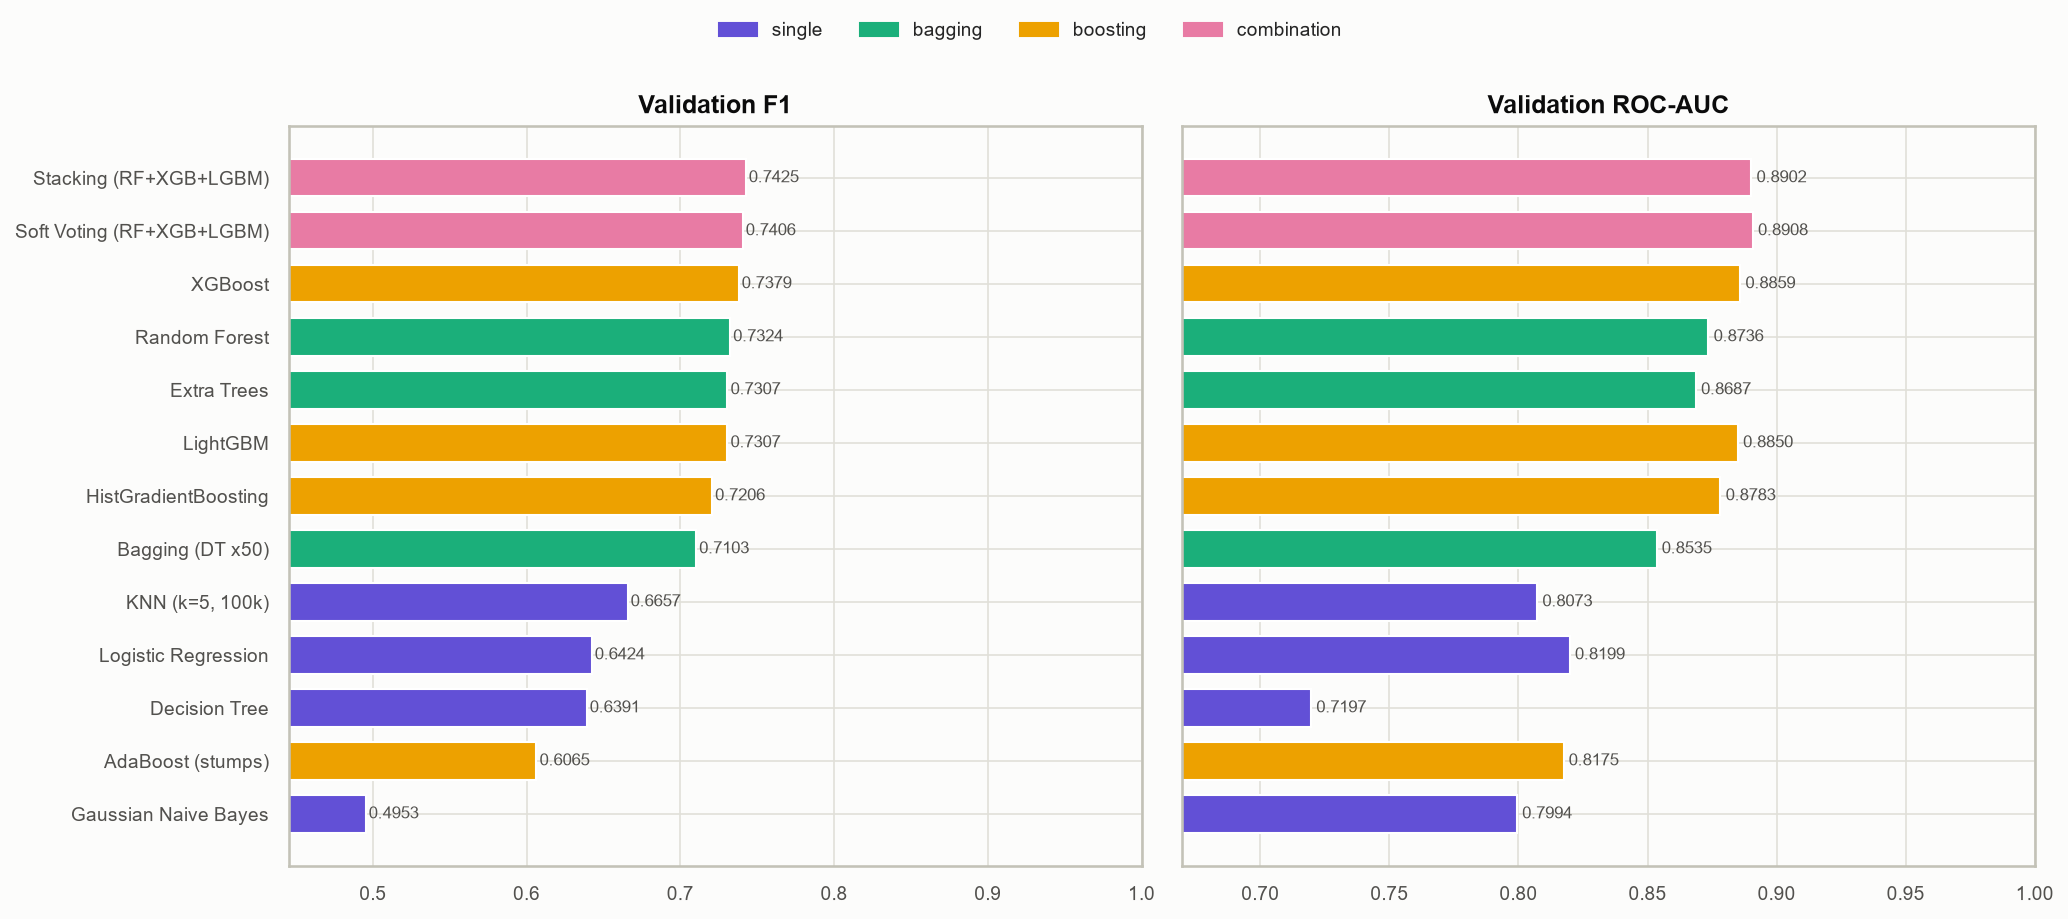 single bagging boosting combination
Validation F1
Stacking (RF+XGB+LGBM) 0.7425
Soft Voting (RF+XGB+LGBM) 0.7406
XGBoost 0.7379
Random Forest 0.7324
Extra Trees 0.7307
LightGBM 0.7307
HistGradientBoosting 0.7206
Bagging (DT x50) 0.7103
KNN (k=5, 100k) 0.6657
Logistic Regression 0.6424
Decision Tree 0.6391
AdaBoost (stumps) 0.6065
Gaussian Naive Bayes 0.4953
0.5 0.6 0.7 0.8 0.9 1.0
Validation ROC-AUC
0.8902
0.8908
0.8859
0.8736
0.8687
0.8850
0.8783
0.8535
0.8073
0.8199
0.7197
0.8175
0.7994
0.70 0.75 0.80 0.85 0.90 0.95 1.00